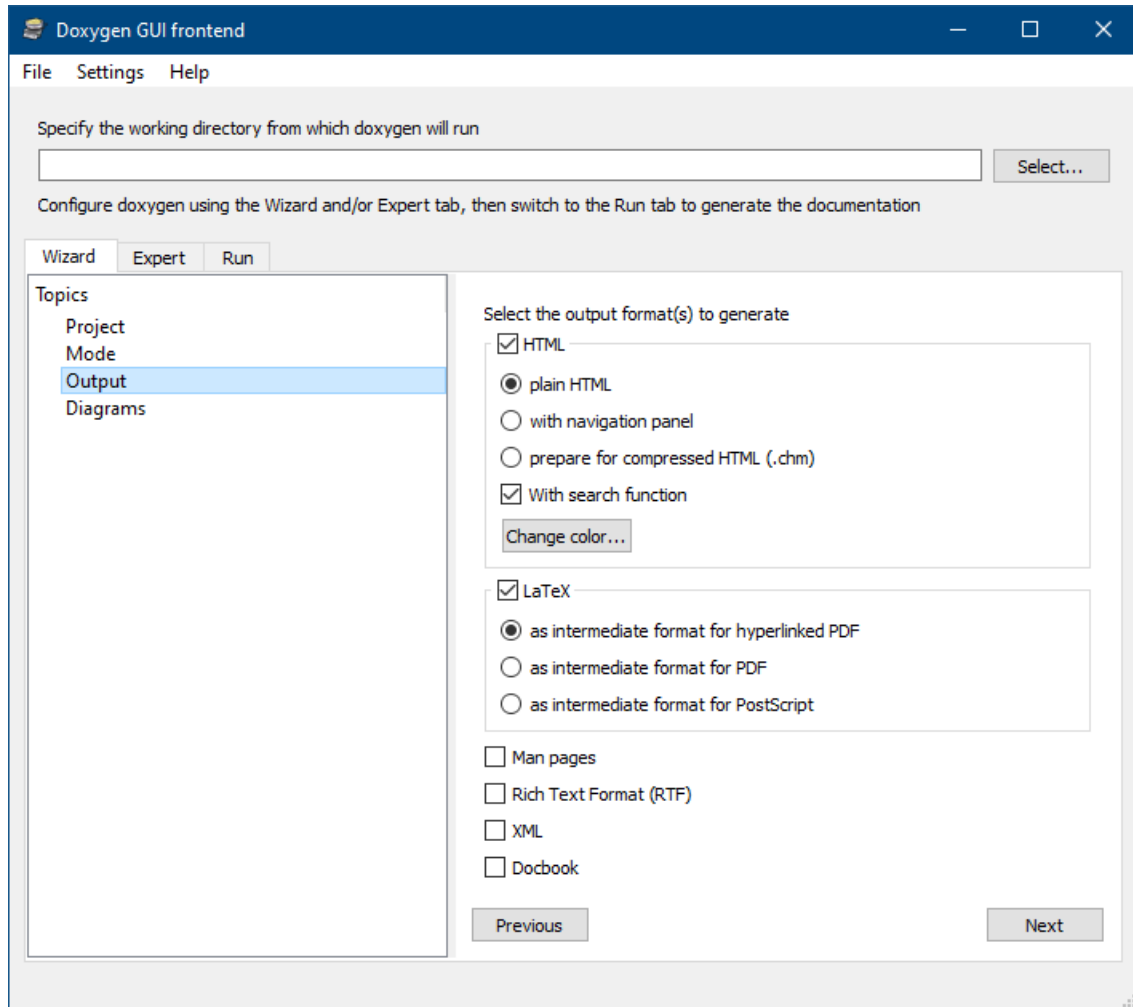 Doxygen GUI frontend
File Settings Help
Specify the working directory from which doxygen will run
Select...
Configure doxygen using the Wizard and/or Expert tab, then switch to the Run tab to generate the documentation
Wizard Expert Run
Topics
Project
Mode
Output
Diagrams
Select the output format(s) to generate
HTML
plain HTML
with navigation panel
prepare for compressed HTML (.chm)
With search function
Change color...
LaTeX
as intermediate format for hyperlinked PDF
as intermediate format for PDF
as intermediate format for PostScript
Man pages
Rich Text Format (RTF)
XML
Docbook
Previous Next